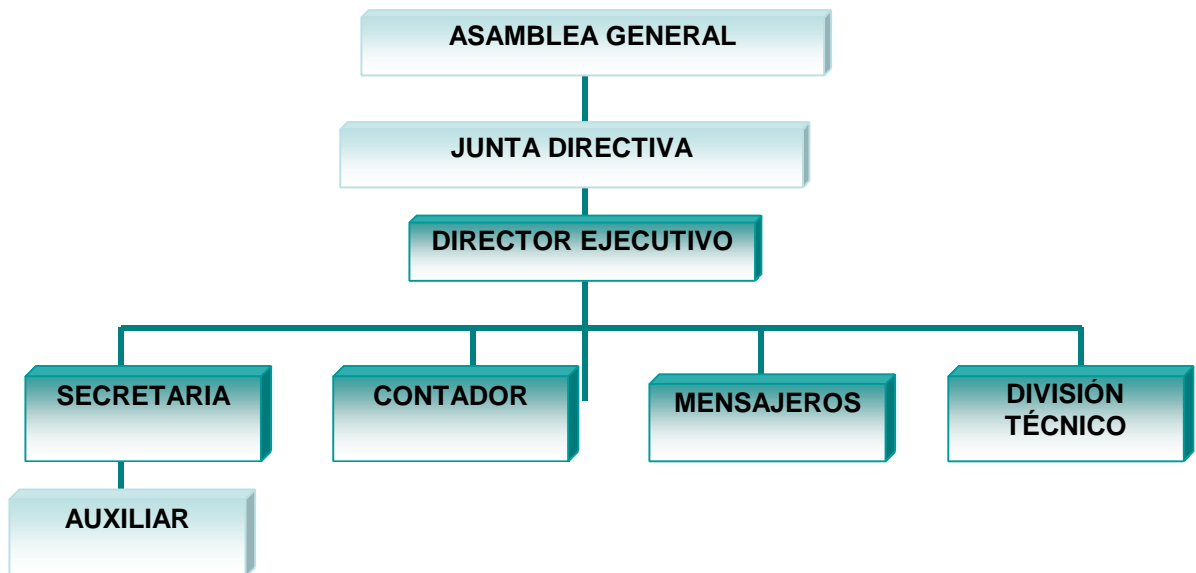 ASAMBLEA GENERAL
JUNTA DIRECTIVA
DIRECTOR EJECUTIVO
SECRETARIA
CONTADOR
MENSAJEROS
DIVISIÓN
TÉCNICO
AUXILIAR